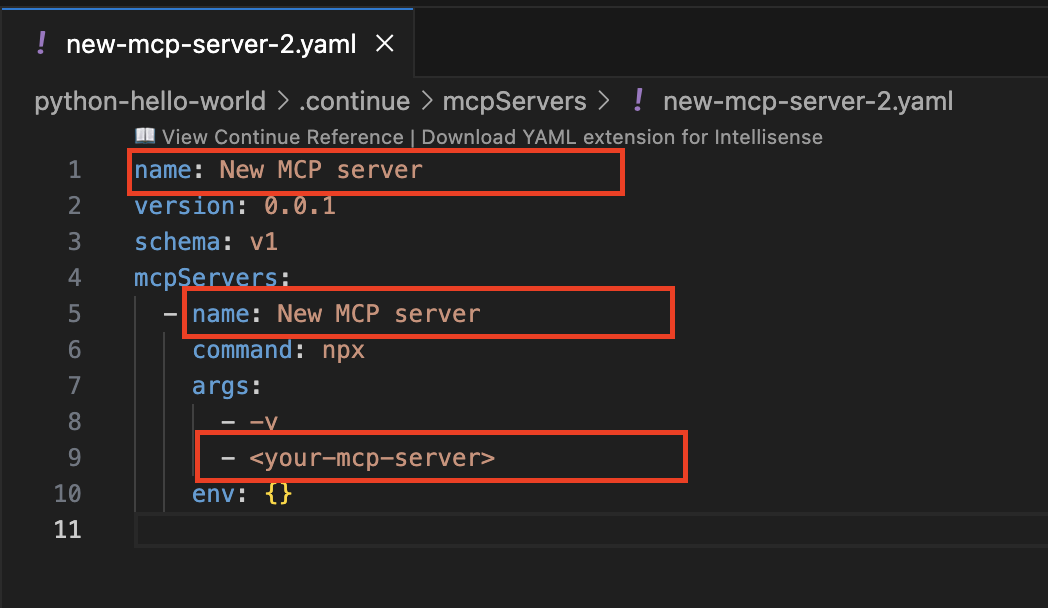 ! new-mcp-server-2.yaml ×
python-hello-world > .continue > mcpServers > ! new-mcp-server-2.yaml
View Continue Reference | Download YAML extension for Intellisense
1 name: New MCP server
2 version: 0.0.1
3 schema: v1
4 mcpServers:
5 - name: New MCP server
6 command: npx
7 args:
8 - -y
9 - <your-mcp-server>
10 env: {}
11